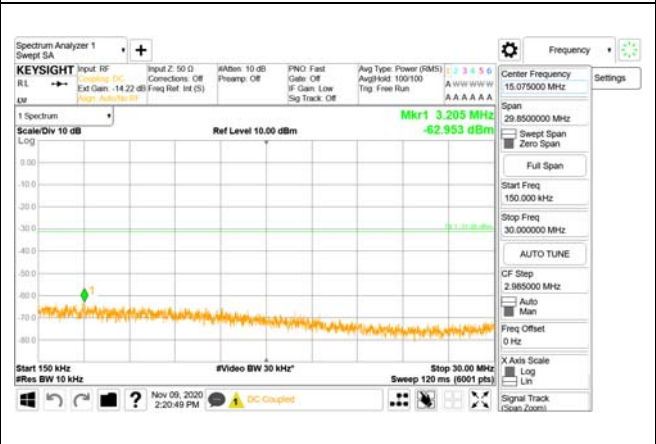 Spectrum Analyzer 1
Swept SA
+
Frequency
KEYSIGHT
Input: RF
Coupling: DC
Ext Gain: -14.22 dB
Align: Auto/No RF
RL
Input Z: 50 Ω
Corrections: Off
Freq Ref: Int (S)
#Atten: 10 dB
Preamp: Off
PNO: Fast
Gate: Off
IF Gain: Low
Sig Track: Off
Avg Type: Power (RMS)
Avg|Hold: 100/100
Trig: Free Run
1 2 3 4 5 6
A W W W W W
A A A A A A
1 Spectrum
Scale/Div 10 dB
Log
Ref Level 10.00 dBm
Mkr1 3.205 MHz
-62.953 dBm
0.00
-10.0
-20.0
-30.0
-40.0
-50.0
-60.0
-70.0
-80.0
1
Start 150 kHz
#Res BW 10 kHz
#Video BW 30 kHz*
Stop 30.00 MHz
Sweep 120 ms (6001 pts)
?
Nov 09, 2020
2:20:49 PM
1
DC Coupled
Center Frequency
15.075000 MHz
Settings
Span
29.8500000 MHz
Swept Span
Zero Span
Full Span
Start Freq
150.000 kHz
Stop Freq
30.000000 MHz
AUTO TUNE
CF Step
2.985000 MHz
Auto
Man
Freq Offset
0 Hz
X Axis Scale
Log
Lin
Signal Track
(Span Zoom)